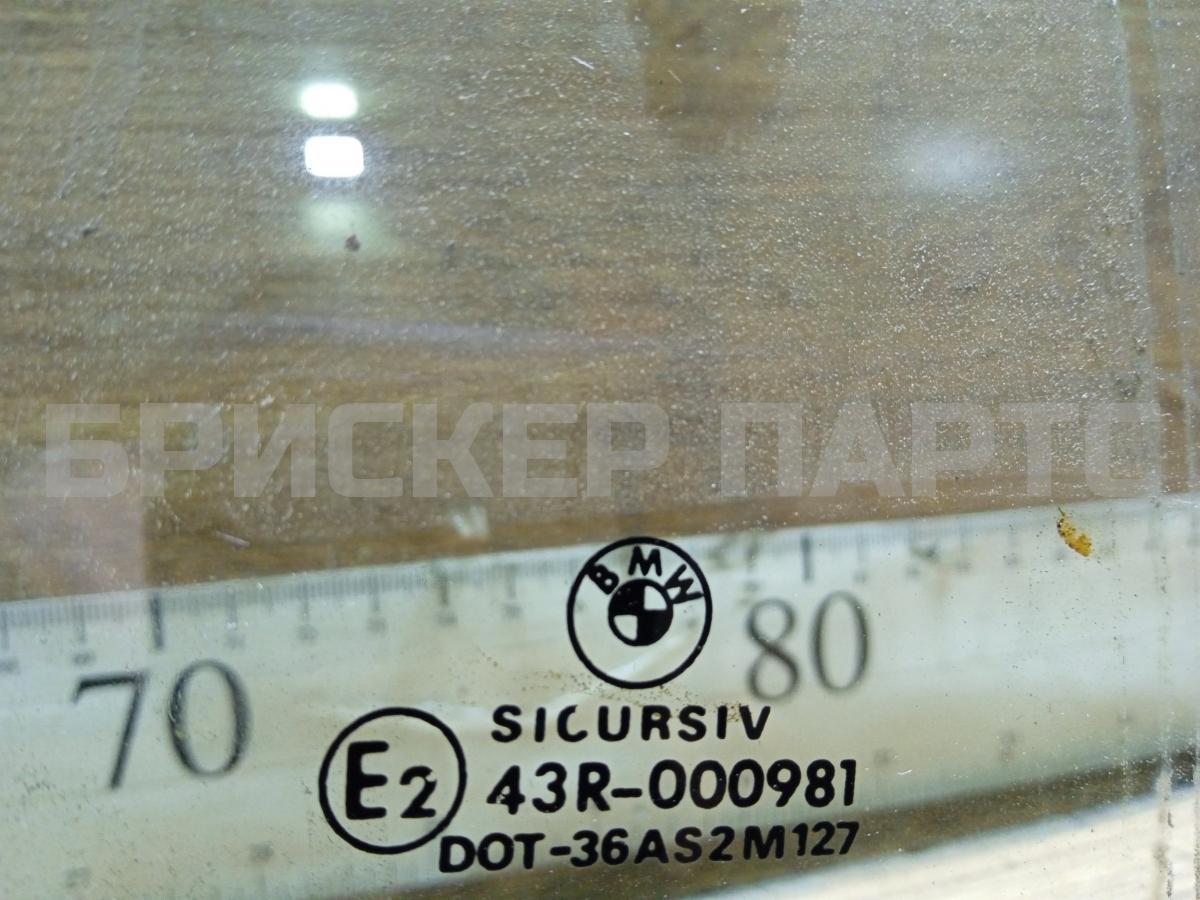 БРИСКЕР ПАРТС
BMW
70
80
SICURSIV
E2
43R-000981
DOT-36AS2M127